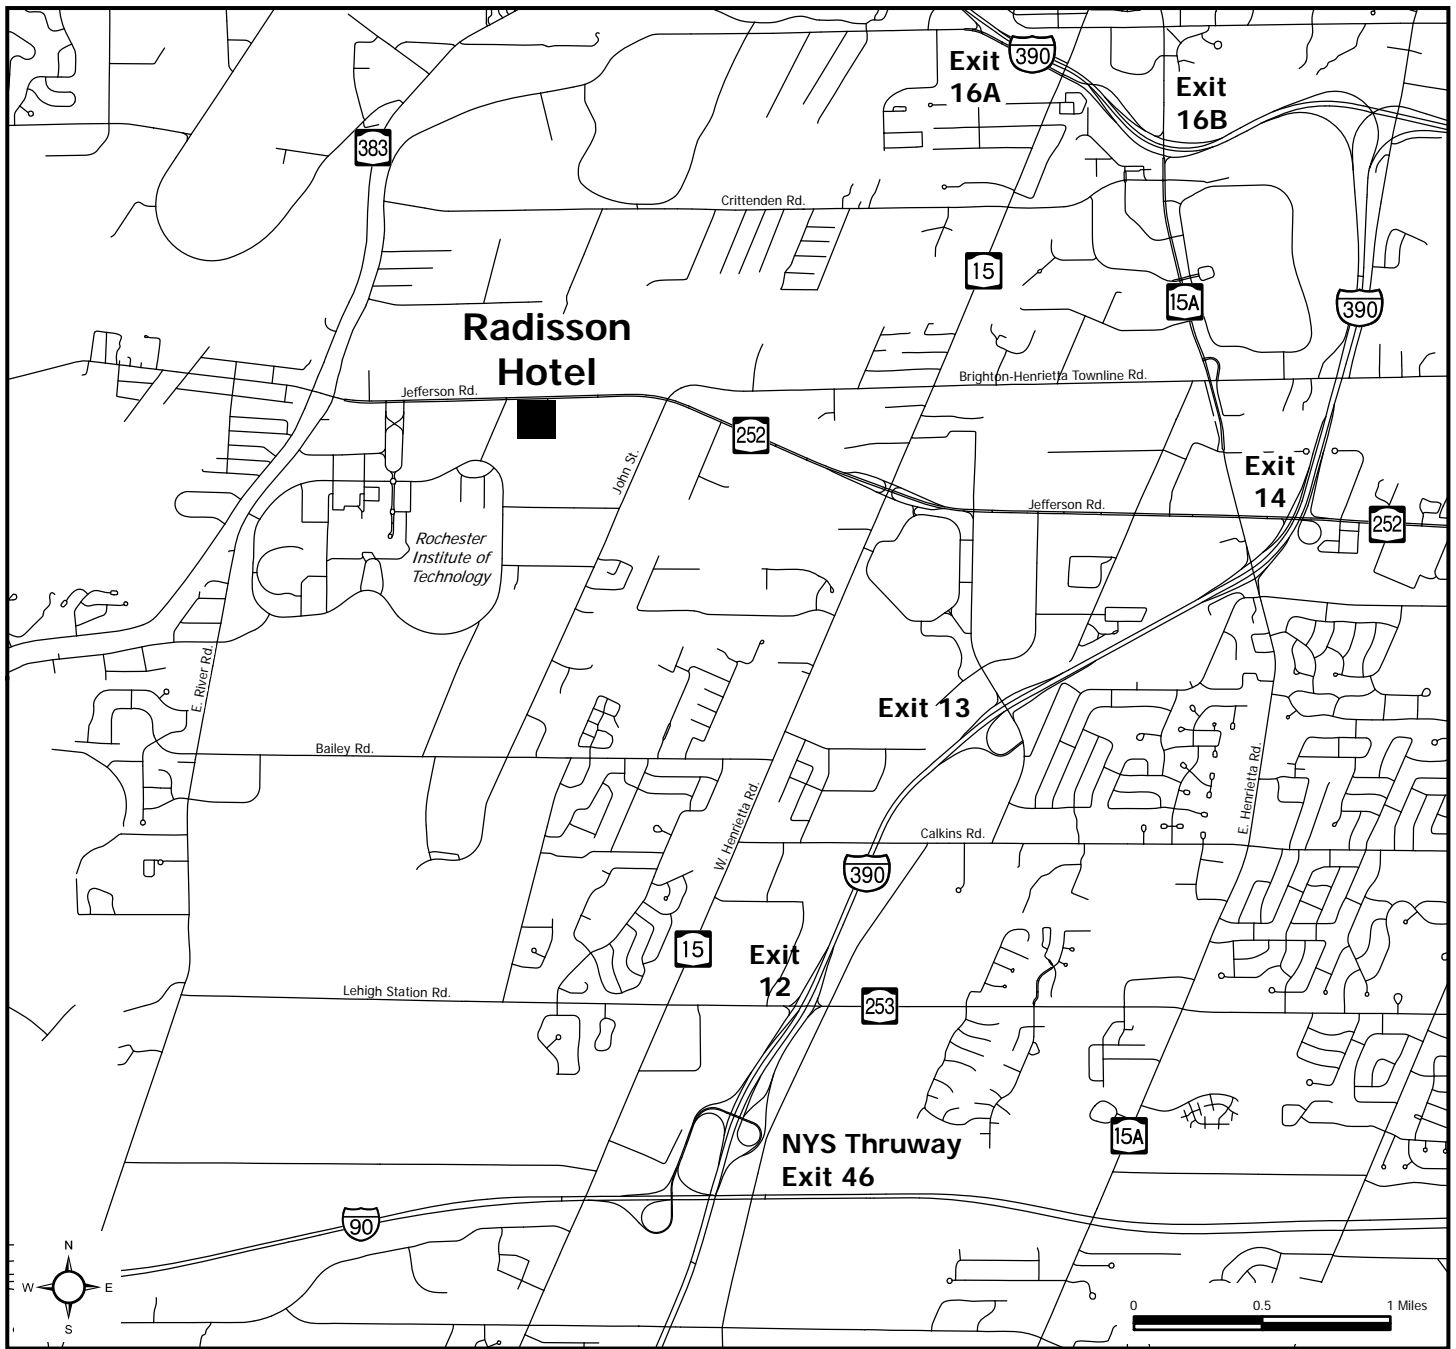 Exit
16A
390
Exit
16B
383
Crittenden Rd.
15
15A
390
Radisson
Hotel
Jefferson Rd.
Brighton-Henrietta Townline Rd.
252
John St.
Exit
14
Jefferson Rd.
252
Rochester
Institute of
Technology
E. River Rd.
Exit 13
Bailey Rd.
W. Henrietta Rd.
E. Henrietta Rd.
Calkins Rd.
390
15
Exit
12
Lehigh Station Rd.
253
NYS Thruway
Exit 46
15A
90
N
W
E
S
0
0.5
1 Miles